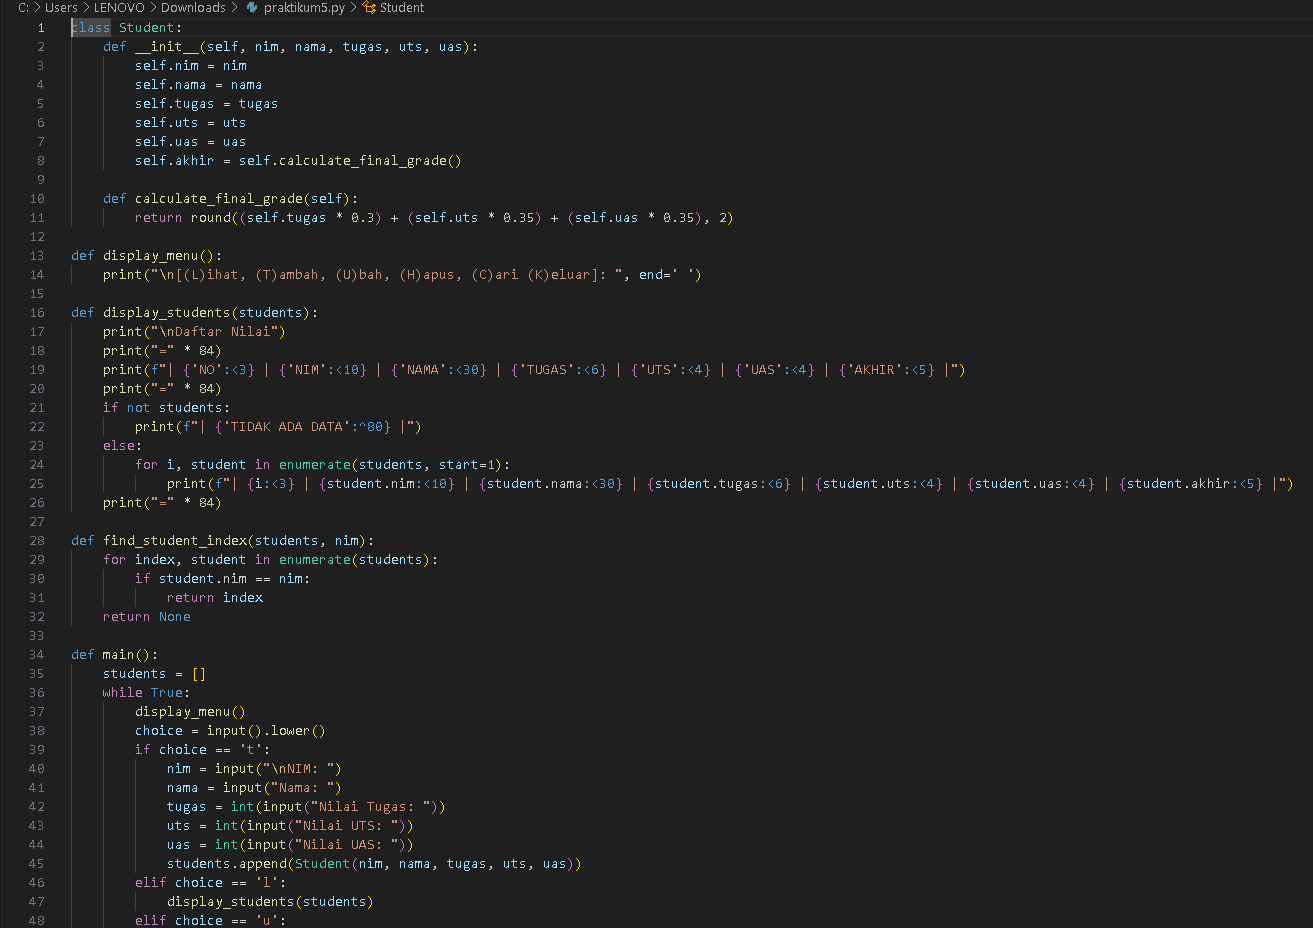 C: > Users > LENOVO > Downloads > praktikum5.py > Student
1 class Student:
2     def __init__(self, nim, nama, tugas, uts, uas):
3         self.nim = nim
4         self.nama = nama
5         self.tugas = tugas
6         self.uts = uts
7         self.uas = uas
8         self.akhir = self.calculate_final_grade()
9
10     def calculate_final_grade(self):
11         return round((self.tugas * 0.3) + (self.uts * 0.35) + (self.uas * 0.35), 2)
12
13 def display_menu():
14     print("\n[(L)ihat, (T)ambah, (U)bah, (H)apus, (C)ari (K)eluar]: ", end=' ')
15
16 def display_students(students):
17     print("\nDaftar Nilai")
18     print("=" * 84)
19     print(f"| {'NO':<3} | {'NIM':<10} | {'NAMA':<30} | {'TUGAS':<6} | {'UTS':<4} | {'UAS':<4} | {'AKHIR':<5} |")
20     print("=" * 84)
21     if not students:
22         print(f"| {'TIDAK ADA DATA':^80} |")
23     else:
24         for i, student in enumerate(students, start=1):
25             print(f"| {i:<3} | {student.nim:<10} | {student.nama:<30} | {student.tugas:<6} | {student.uts:<4} | {student.uas:<4} | {student.akhir:<5} |")
26     print("=" * 84)
27
28 def find_student_index(students, nim):
29     for index, student in enumerate(students):
30         if student.nim == nim:
31             return index
32     return None
33
34 def main():
35     students = []
36     while True:
37         display_menu()
38         choice = input().lower()
39         if choice == 't':
40             nim = input("\nNIM: ")
41             nama = input("Nama: ")
42             tugas = int(input("Nilai Tugas: "))
43             uts = int(input("Nilai UTS: "))
44             uas = int(input("Nilai UAS: "))
45             students.append(Student(nim, nama, tugas, uts, uas))
46         elif choice == 'l':
47             display_students(students)
48         elif choice == 'u':